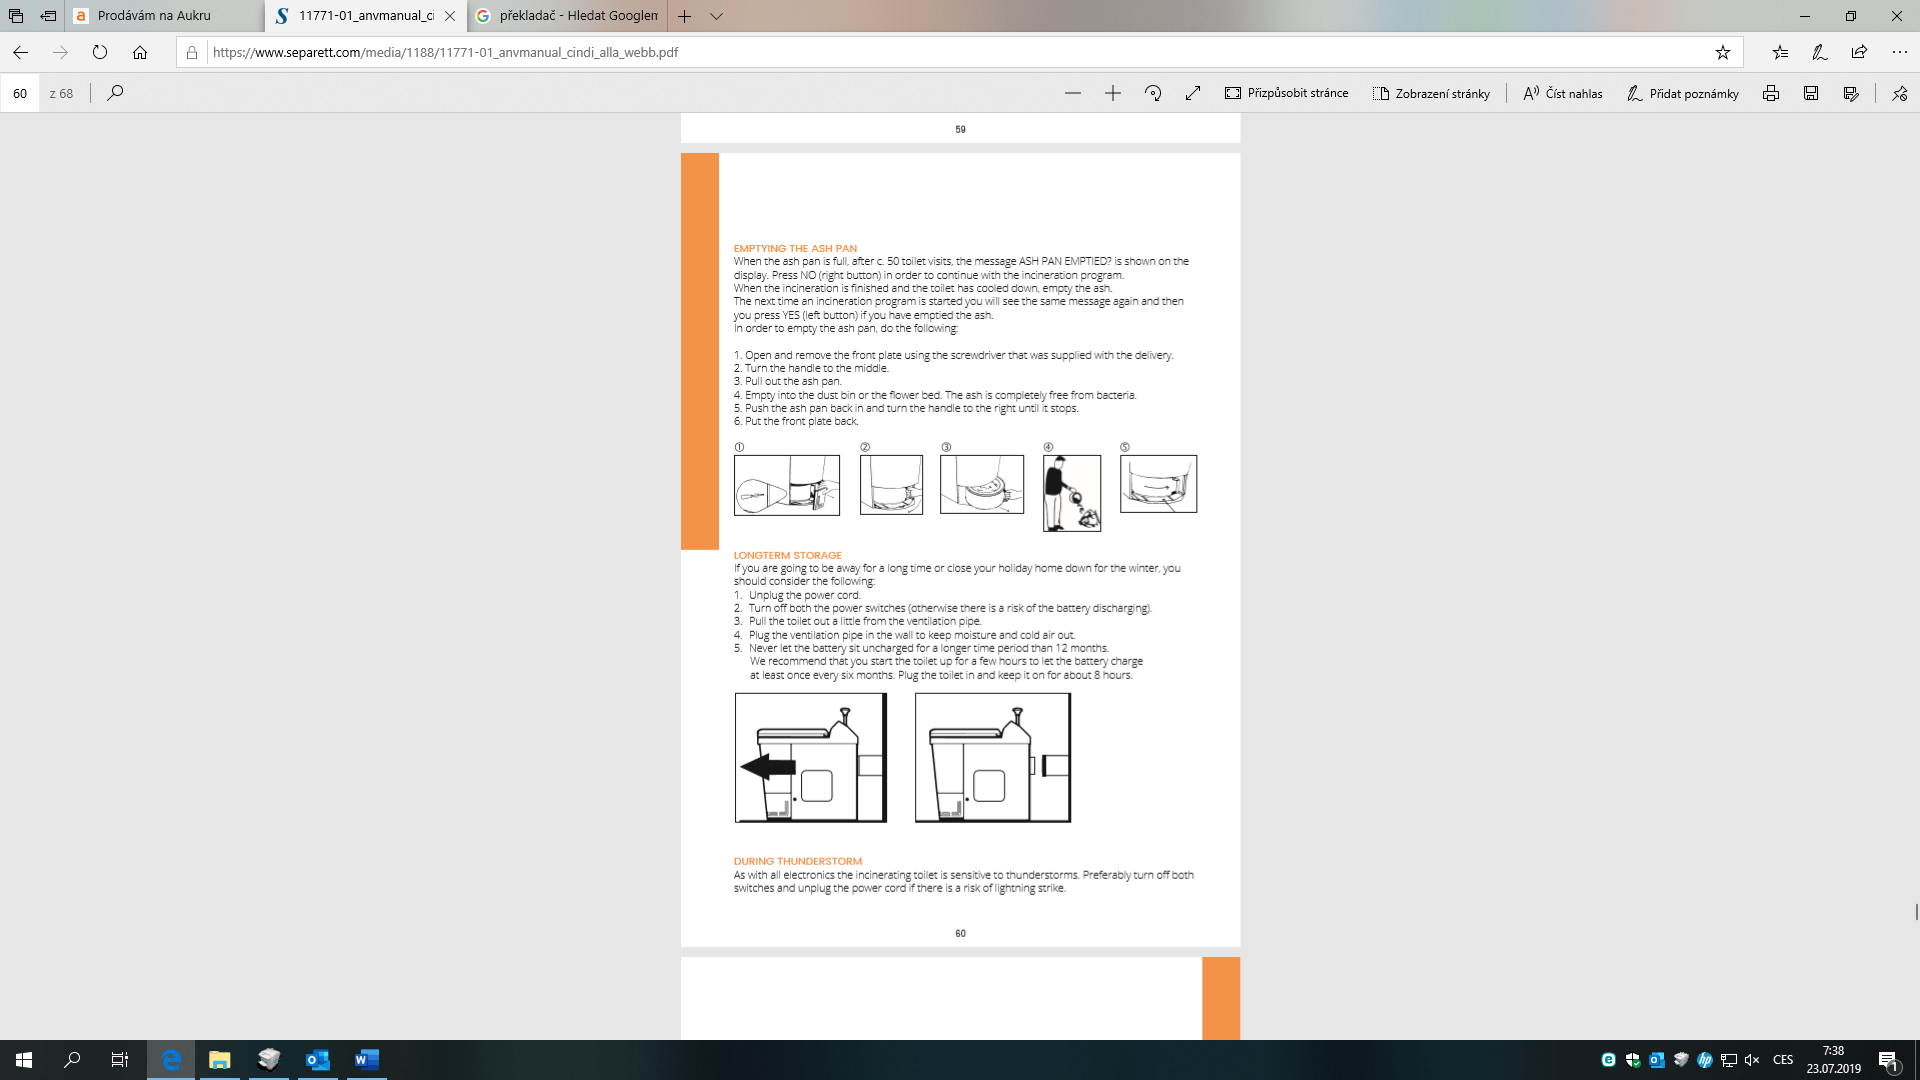 Prodávám na Aukru
11771-01_anvmanual_ci
překladač - Hledat Googlem
https://www.separett.com/media/1188/11771-01_anvmanual_cindi_alla_webb.pdf
60
z 68
Přizpůsobit stránce
Zobrazení stránky
Číst nahlas
Přidat poznámky
59
EMPTYING THE ASH PAN
When the ash pan is full, after c. 50 toilet visits, the message ASH PAN EMPTIED? is shown on the
display. Press NO (right button) in order to continue with the incineration program.
When the incineration is finished and the toilet has cooled down, empty the ash.
The next time an incineration program is started you will see the same message again and then
you press YES (left button) if you have emptied the ash.
In order to empty the ash pan, do the following:
1. Open and remove the front plate using the screwdriver that was supplied with the delivery.
2. Turn the handle to the middle.
3. Pull out the ash pan.
4. Empty into the dust bin or the flower bed. The ash is completely free from bacteria.
5. Push the ash pan back in and turn the handle to the right until it stops.
6. Put the front plate back.
① ② ③ ④ ⑤
LONGTERM STORAGE
If you are going to be away for a long time or close your holiday home down for the winter, you
should consider the following:
1. Unplug the power cord.
2. Turn off both the power switches (otherwise there is a risk of the battery discharging).
3. Pull the toilet out a little from the ventilation pipe.
4. Plug the ventilation pipe in the wall to keep moisture and cold air out.
5. Never let the battery sit uncharged for a longer time period than 12 months.
We recommend that you start the toilet up for a few hours to let the battery charge
at least once every six months. Plug the toilet in and keep it on for about 8 hours.
DURING THUNDERSTORM
As with all electronics the incinerating toilet is sensitive to thunderstorms. Preferably turn off both
switches and unplug the power cord if there is a risk of lightning strike.
60
CES
7:38
23.07.2019
1